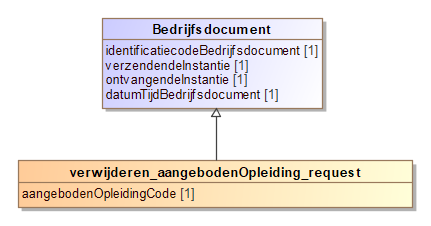 Bedrijfsdocument
identificatiecodeBedrijfsdocument [1]
verzendendeInstantie [1]
ontvangendeInstantie [1]
datumTijdBedrijfsdocument [1]
verwijderen_aangebodenOpleiding_request
aangebodenOpleidingCode [1]